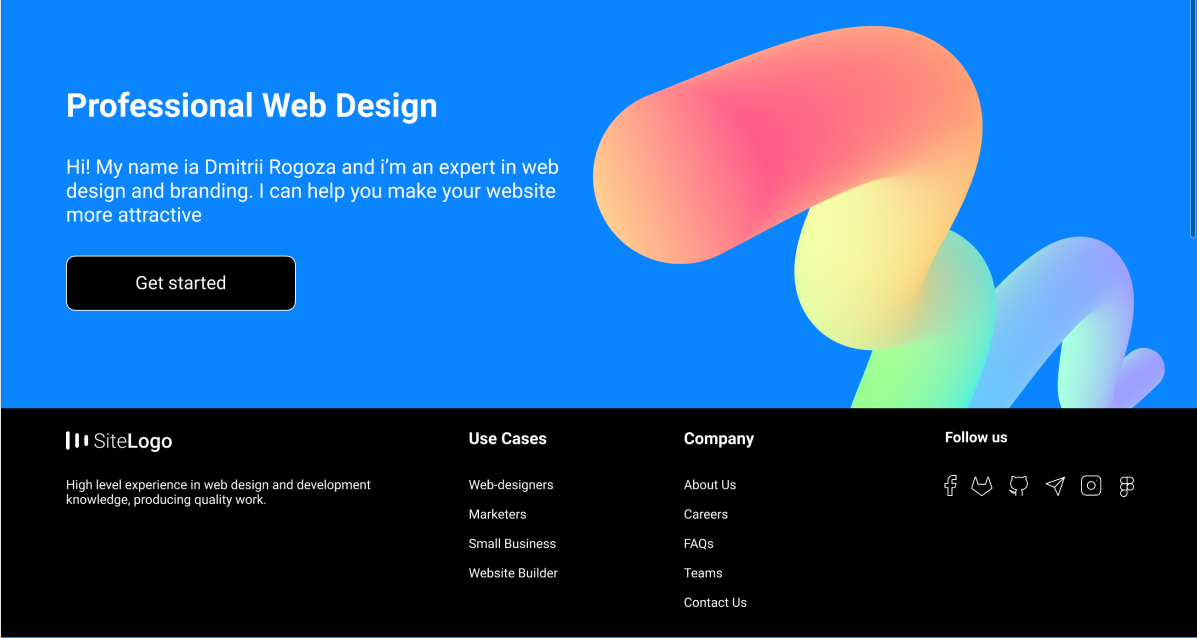 Professional Web Design
Hi! My name ia Dmitrii Rogoza and i’m an expert in web
design and branding. I can help you make your website
more attractive
Get started
SiteLogo
High level experience in web design and development
knowledge, producing quality work.
Use Cases
Web-designers
Marketers
Small Business
Website Builder
Company
About Us
Careers
FAQs
Teams
Contact Us
Follow us